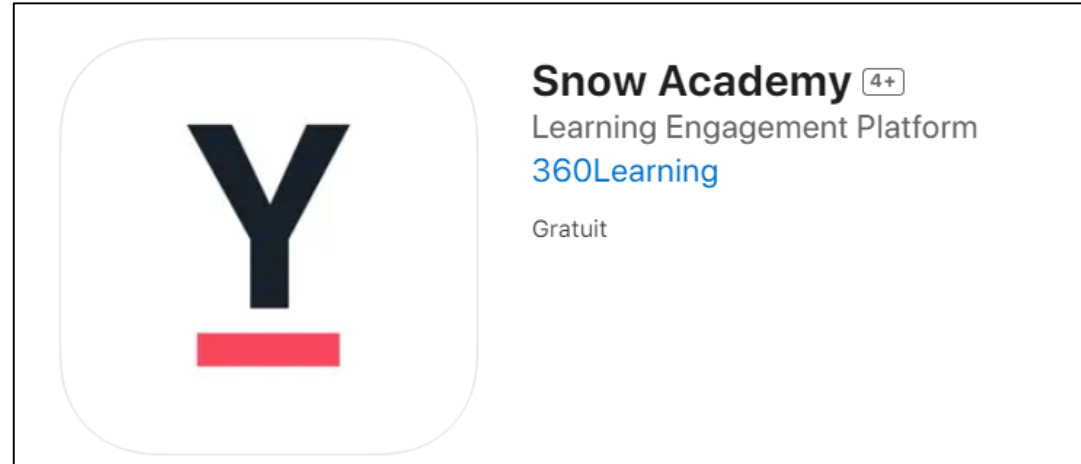 Y
Snow Academy 4+
Learning Engagement Platform
360Learning
Gratuit